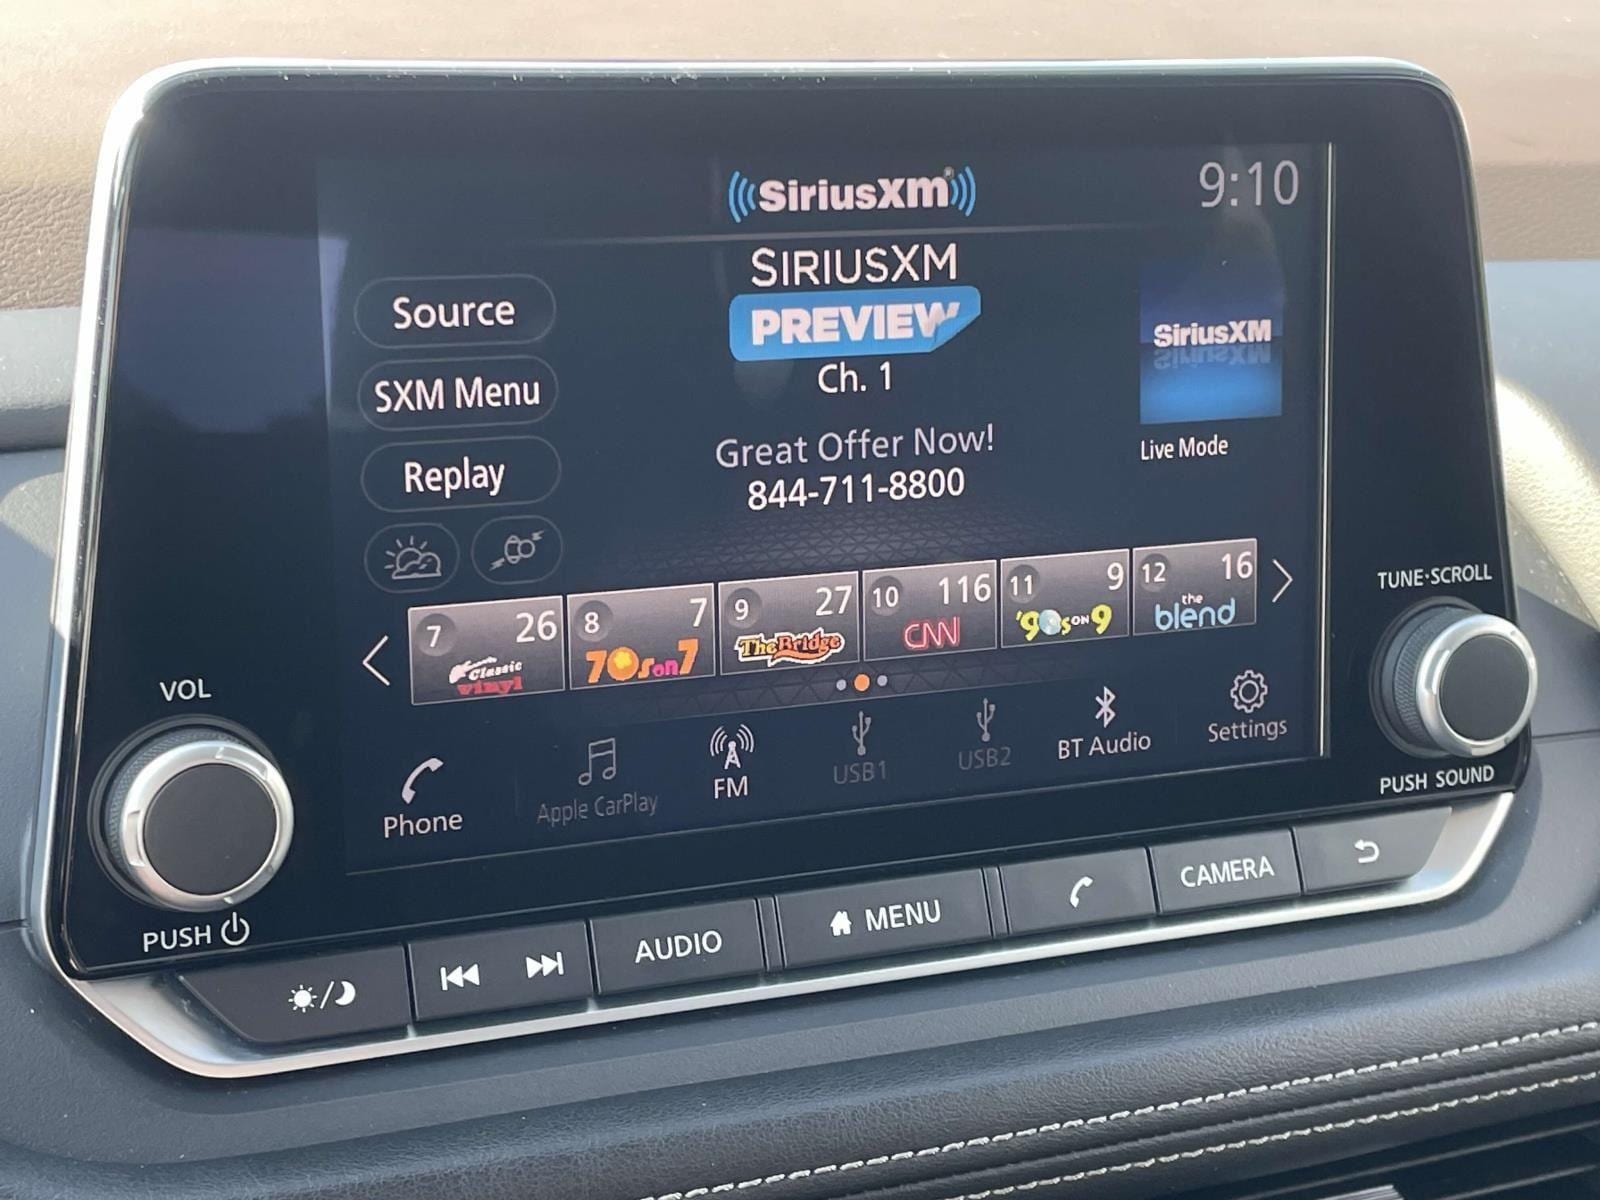 SiriusXM
9:10
SIRIUSXM
PREVIEW
Ch. 1
Great Offer Now!
844-711-8800
Source
SXM Menu
Replay
SiriusXM
Live Mode
7 26
Classic
vinyl
8 7
70s on 7
9 27
The Bridge
10 116
CNN
11 9
'90s ON 9
12 16
the
blend
Phone
Apple CarPlay
FM
USB1
USB2
BT Audio
Settings
VOL
PUSH
TUNE·SCROLL
PUSH SOUND
AUDIO
MENU
CAMERA